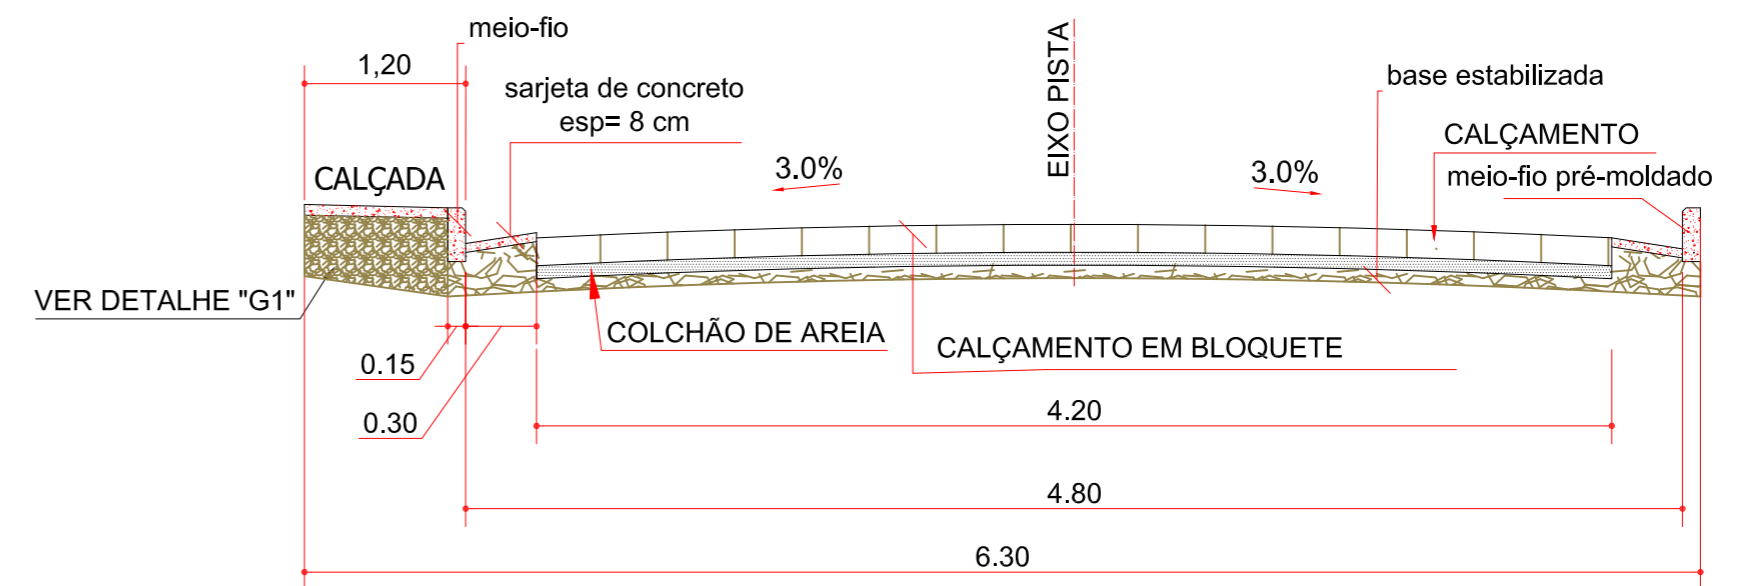 meio-fio
1,20
sarjeta de concreto
esp= 8 cm
EIXO PISTA
base estabilizada
CALÇAMENTO
meio-fio pré-moldado
CALÇADA
3.0%
3.0%
VER DETALHE "G1"
COLCHÃO DE AREIA
CALÇAMENTO EM BLOQUETE
0.15
0.30
4.20
4.80
6.30